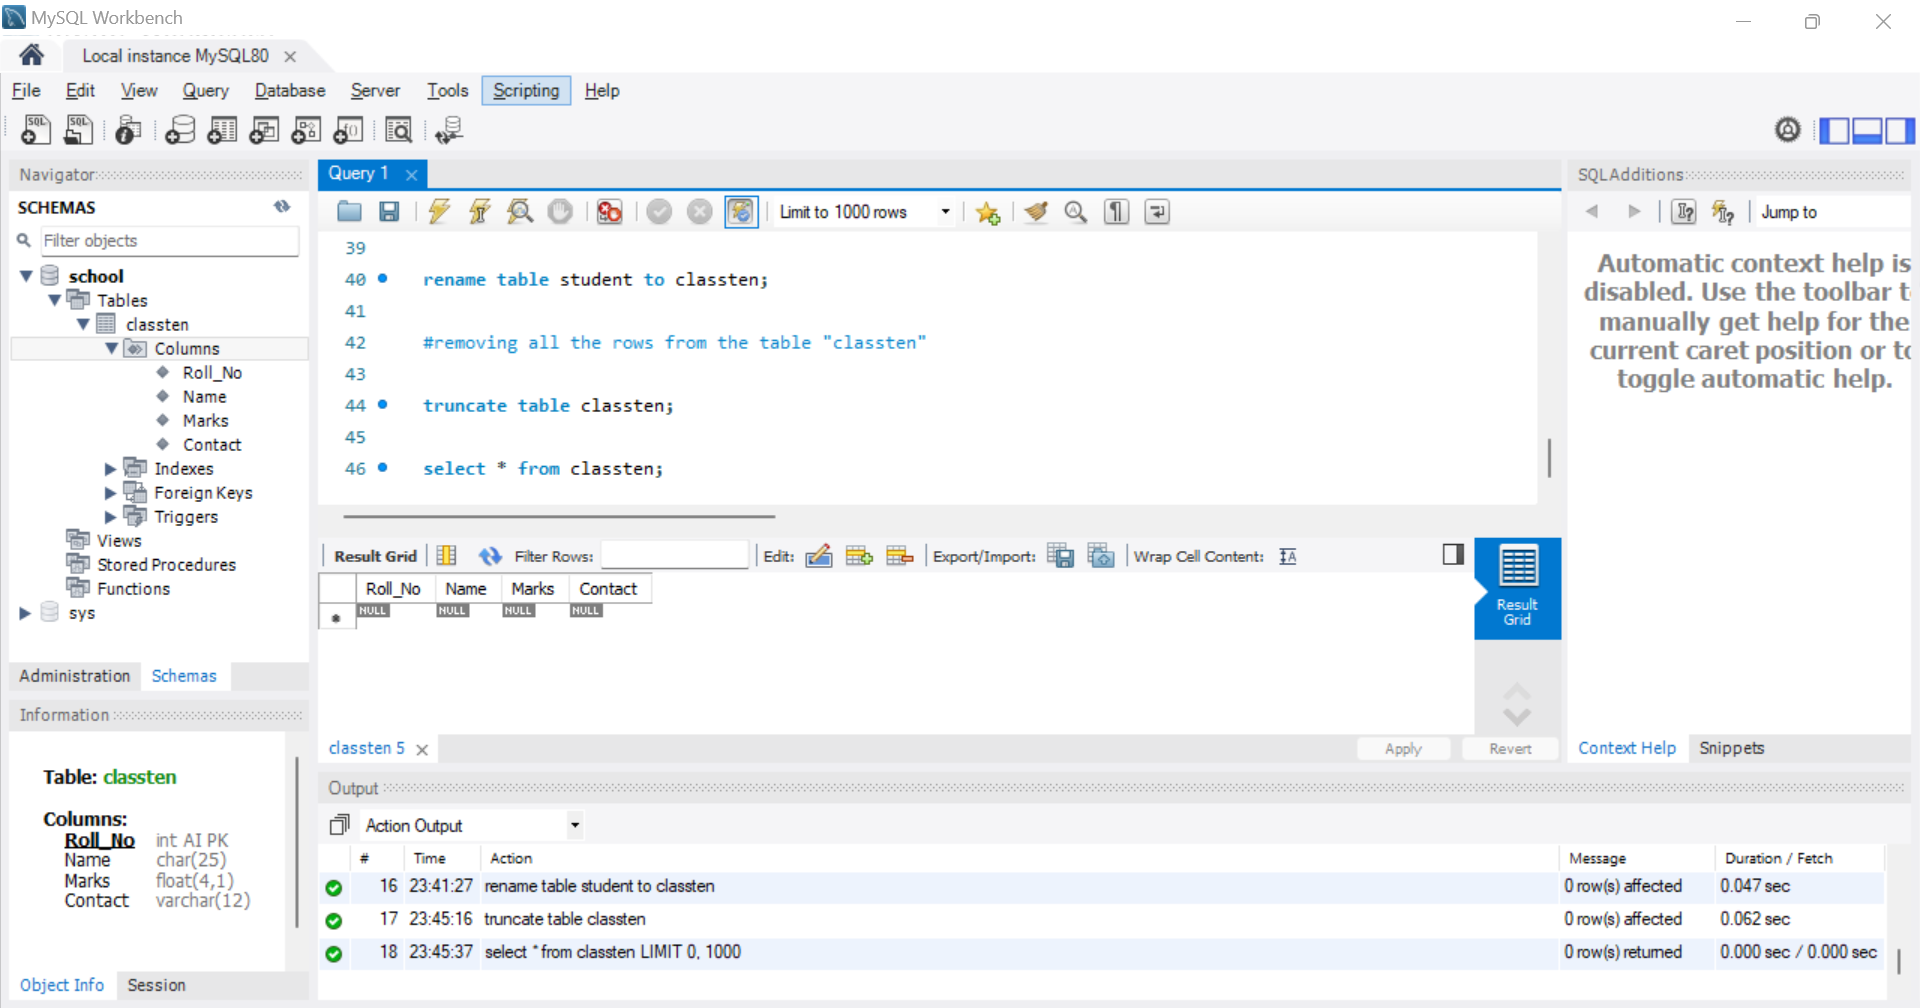 MySQL Workbench
Local instance MySQL80
File Edit View Query Database Server Tools Scripting Help
Navigator
SCHEMAS
Filter objects
school
Tables
classten
Columns
Roll_No
Name
Marks
Contact
Indexes
Foreign Keys
Triggers
Views
Stored Procedures
Functions
sys
Administration Schemas
Information
Table: classten
Columns:
Roll_No int AI PK
Name char(25)
Marks float(4,1)
Contact varchar(12)
Object Info Session
Query 1
Limit to 1000 rows
39
40 rename table student to classten;
41
42 #removing all the rows from the table "classten"
43
44 truncate table classten;
45
46 select * from classten;
Result Grid Filter Rows: Edit: Export/Import: Wrap Cell Content:
Roll_No Name Marks Contact
NULL NULL NULL NULL
Result
Grid
classten 5
Apply Revert
SQLAdditions
Jump to
Automatic context help is
disabled. Use the toolbar t
manually get help for the
current caret position or to
toggle automatic help.
Context Help Snippets
Output
Action Output
# Time Action Message Duration / Fetch
16 23:41:27 rename table student to classten 0 row(s) affected 0.047 sec
17 23:45:16 truncate table classten 0 row(s) affected 0.062 sec
18 23:45:37 select * from classten LIMIT 0, 1000 0 row(s) returned 0.000 sec / 0.000 sec